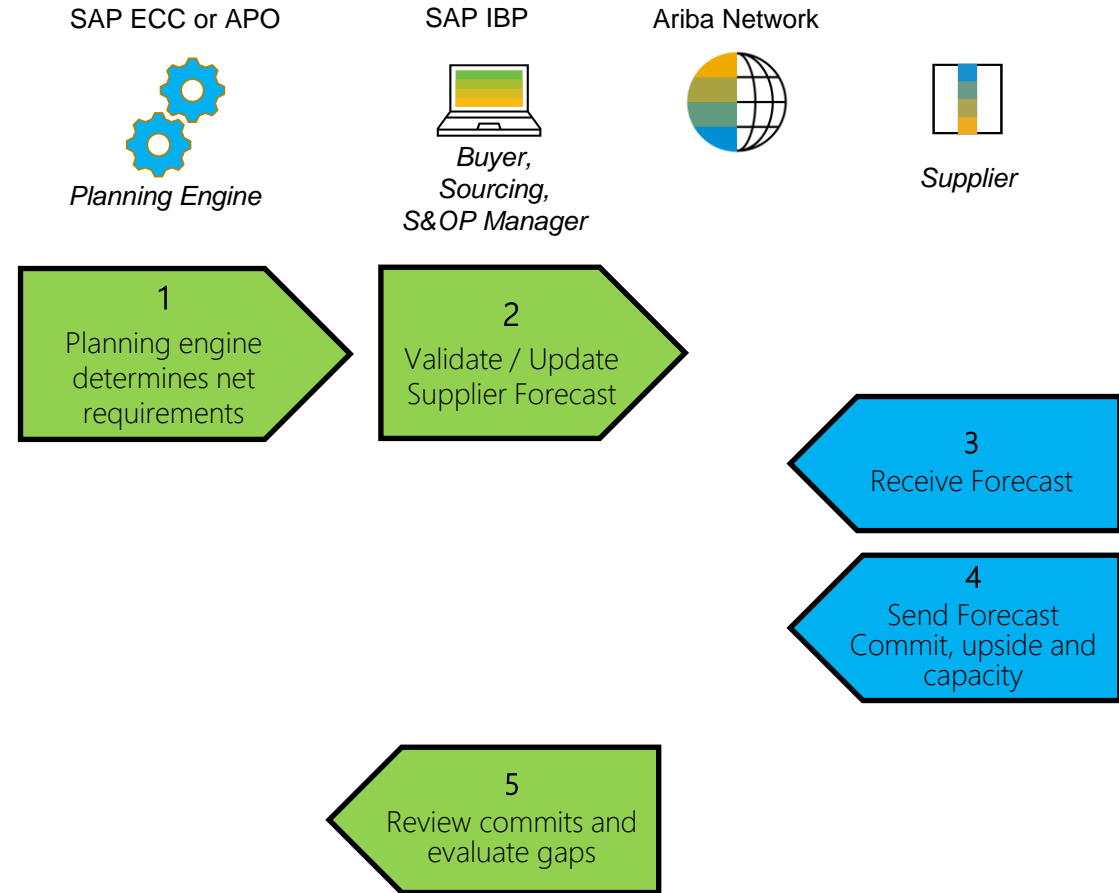 SAP ECC or APO
SAP IBP
Ariba Network
Planning Engine
Buyer,
Sourcing,
S&OP Manager
Supplier
1
Planning engine
determines net
requirements
2
Validate / Update
Supplier Forecast
3
Receive Forecast
4
Send Forecast
Commit, upside and
capacity
5
Review commits and
evaluate gaps